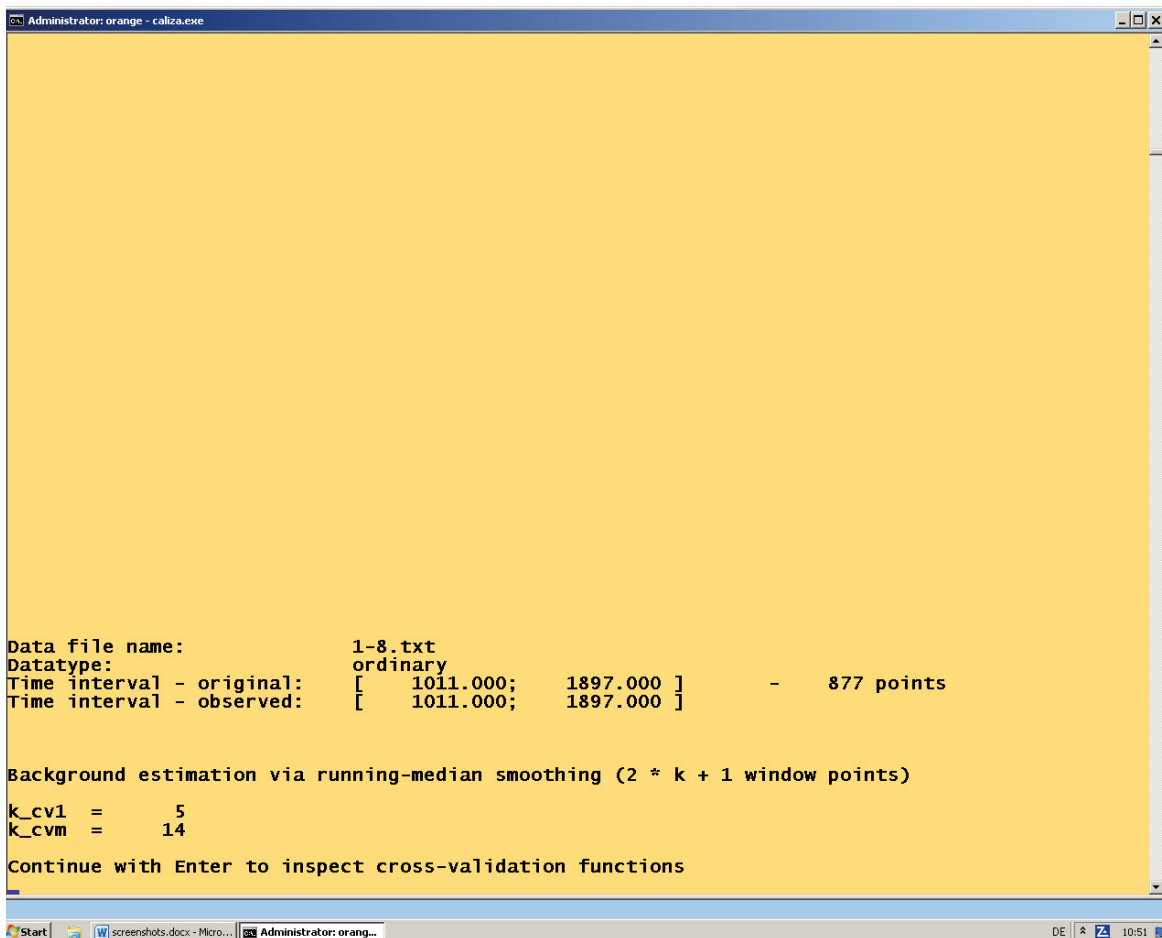 Administrator: orange - caliza.exe
Data file name: 1-8.txt
Datatype: ordinary
Time interval - original: [ 1011.000; 1897.000 ] - 877 points
Time interval - observed: [ 1011.000; 1897.000 ]
Background estimation via running-median smoothing (2 * k + 1 window points)
k_cv1 = 5
k_cvm = 14
Continue with Enter to inspect cross-validation functions
Start screenshots.docx - Micro... Administrator: orang... DE 10:51